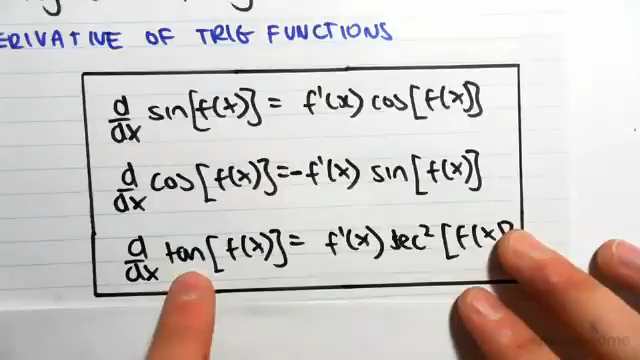 ERIVATIVE OF TRIG FUNCTIONS
d/dx sin[f(x)] = f'(x) cos[f(x)]
d/dx cos[f(x)] = -f'(x) sin[f(x)]
d/dx tan[f(x)] = f'(x) sec² [f(x)